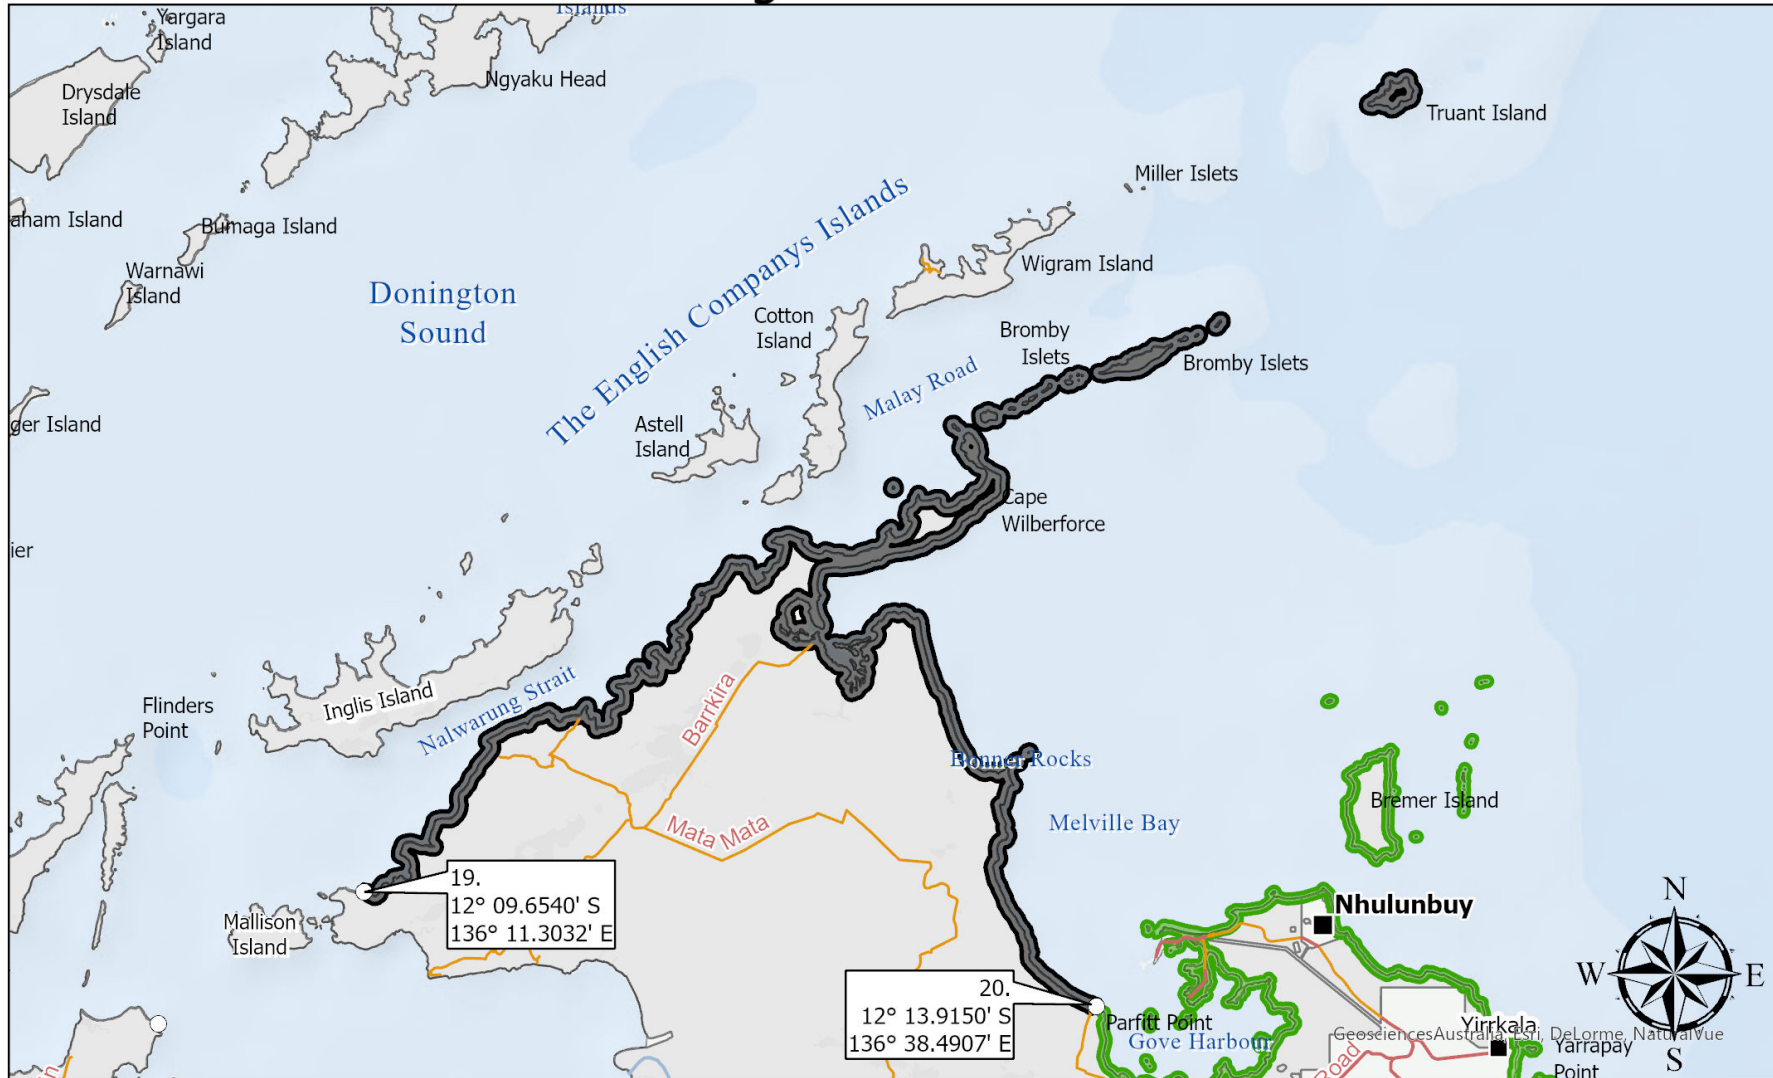 Islands
Yargara
Island
Ngyaku Head
Drysdale
Island
Truant Island
Miller Islets
aham Island
Bumaga Island
Warnawi
Island
The English Companys Islands
Wigram Island
Donington
Sound
Cotton
Island
Bromby
Islets
Bromby Islets
Malay Road
ger Island
Astell
Island
Cape
Wilberforce
ier
Inglis Island
Nalwarung Strait
Flinders
Point
Barrkira
Bonner Rocks
Bremer Island
Mata Mata
Melville Bay
19.
12° 09.6540' S
136° 11.3032' E
Mallison
Island
Nhulunbuy
N
W
E
S
20.
12° 13.9150' S
136° 38.4907' E
Parfitt Point
Gove Harbour
Yirrkala
GeosciencesAustralia, Esri, DeLorme, NaturalVue
Yarrapay
Point
Road